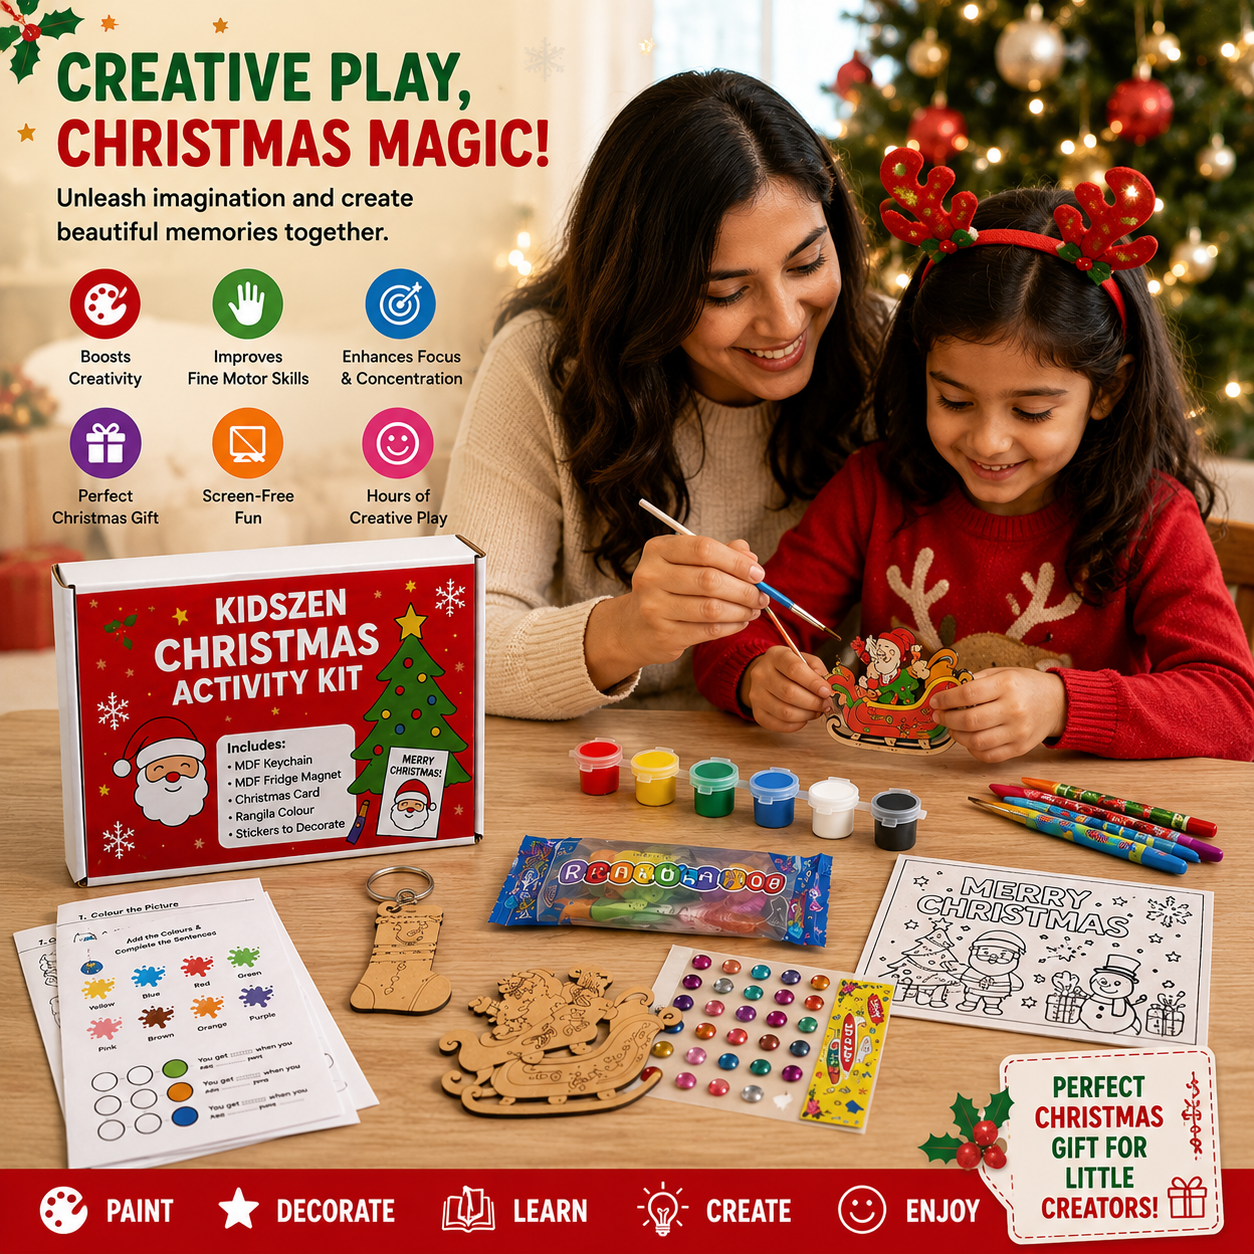 CREATIVE PLAY,
CHRISTMAS MAGIC!
Unleash imagination and create
beautiful memories together.
Boosts
Creativity
Improves
Fine Motor Skills
Enhances Focus
& Concentration
Perfect
Christmas Gift
Screen-Free
Fun
Hours of
Creative Play
KIDSZEN
CHRISTMAS
ACTIVITY KIT
Includes:
• MDF Keychain
• MDF Fridge Magnet
• Christmas Card
• Rangila Colour
• Stickers to Decorate
MERRY
CHRISTMAS!
1. Colour the Picture
Add the Colours &
Complete the Sentences
Yellow
Blue
Red
Green
Pink
Brown
Orange
Purple
You get when you
You get when you
You get when you
MERRY
CHRISTMAS
PERFECT
CHRISTMAS
GIFT FOR
LITTLE
CREATORS!
PAINT
DECORATE
LEARN
CREATE
ENJOY